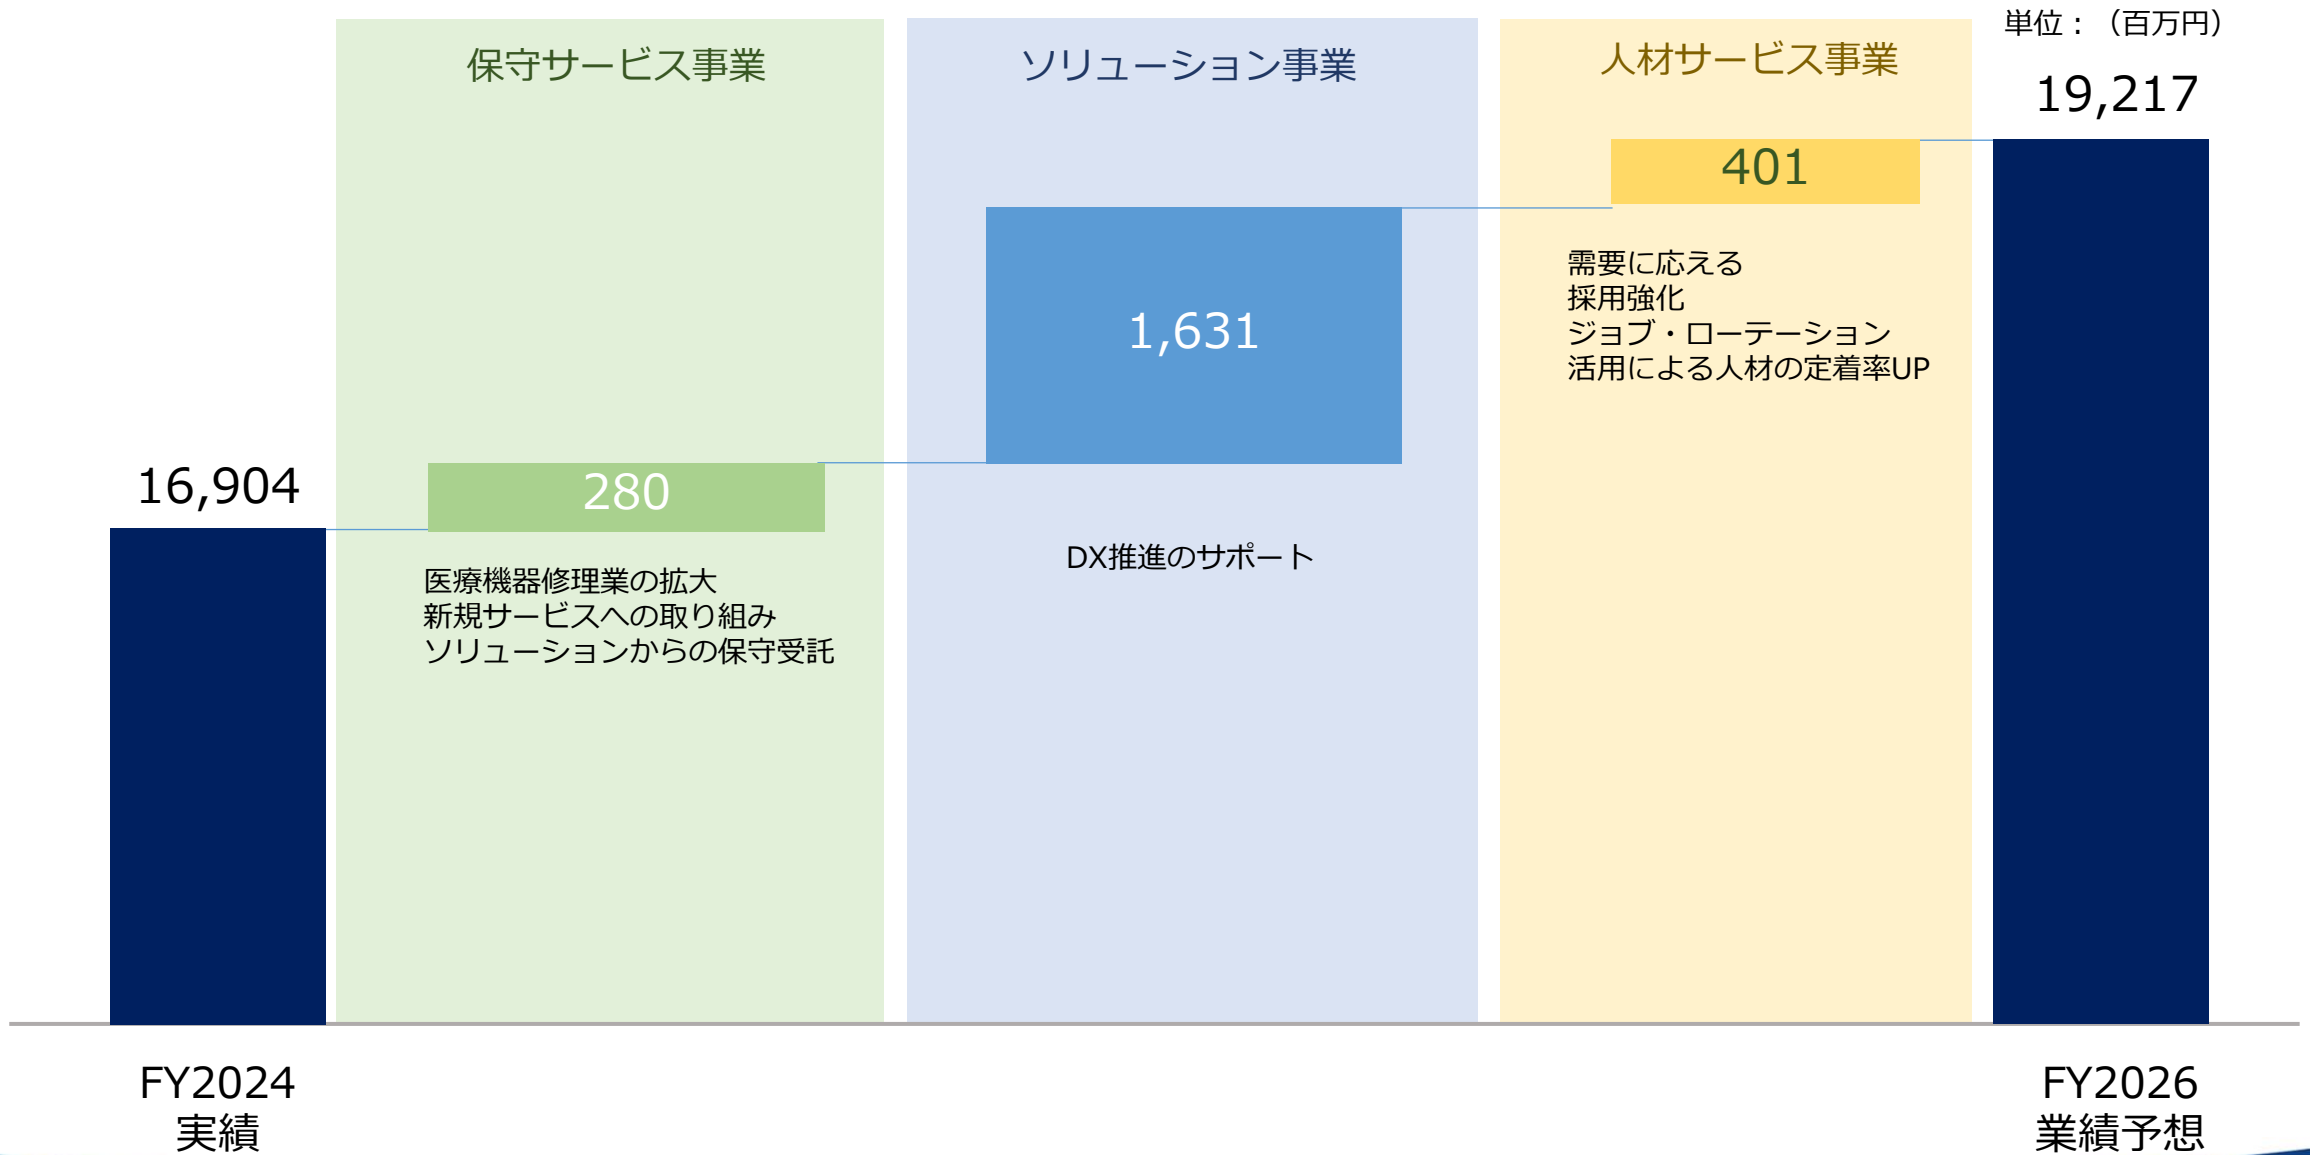 単位：（百万円）
保守サービス事業
ソリューション事業
人材サービス事業
19,217
401
1,631
需要に応える
採用強化
ジョブ・ローテーション
活用による人材の定着率UP
16,904
280
DX推進のサポート
医療機器修理業の拡大
新規サービスへの取り組み
ソリューションからの保守受託
FY2024
実績
FY2026
業績予想